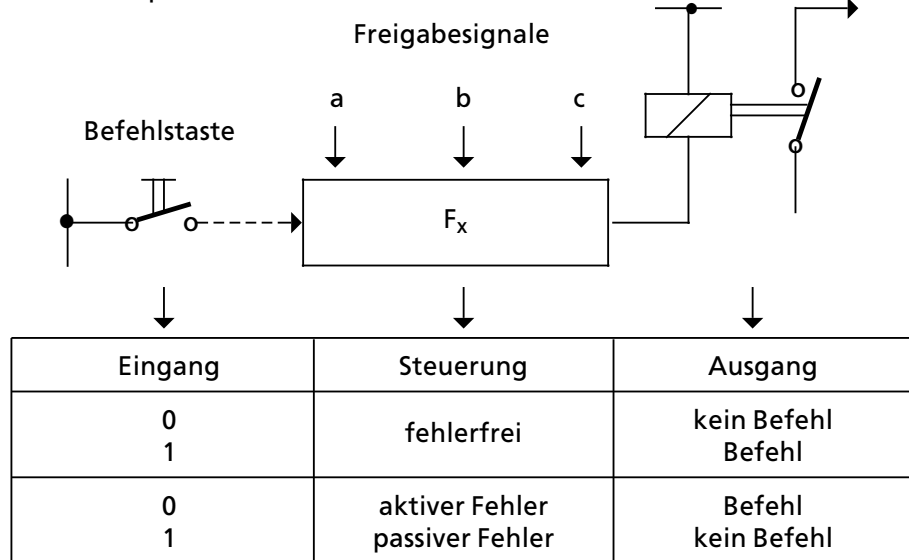 Freigabesignale
a b c
Befehlstaste
Fx
Eingang Steuerung Ausgang
0 fehlerfrei kein Befehl
1 Befehl
0 aktiver Fehler Befehl
1 passiver Fehler kein Befehl